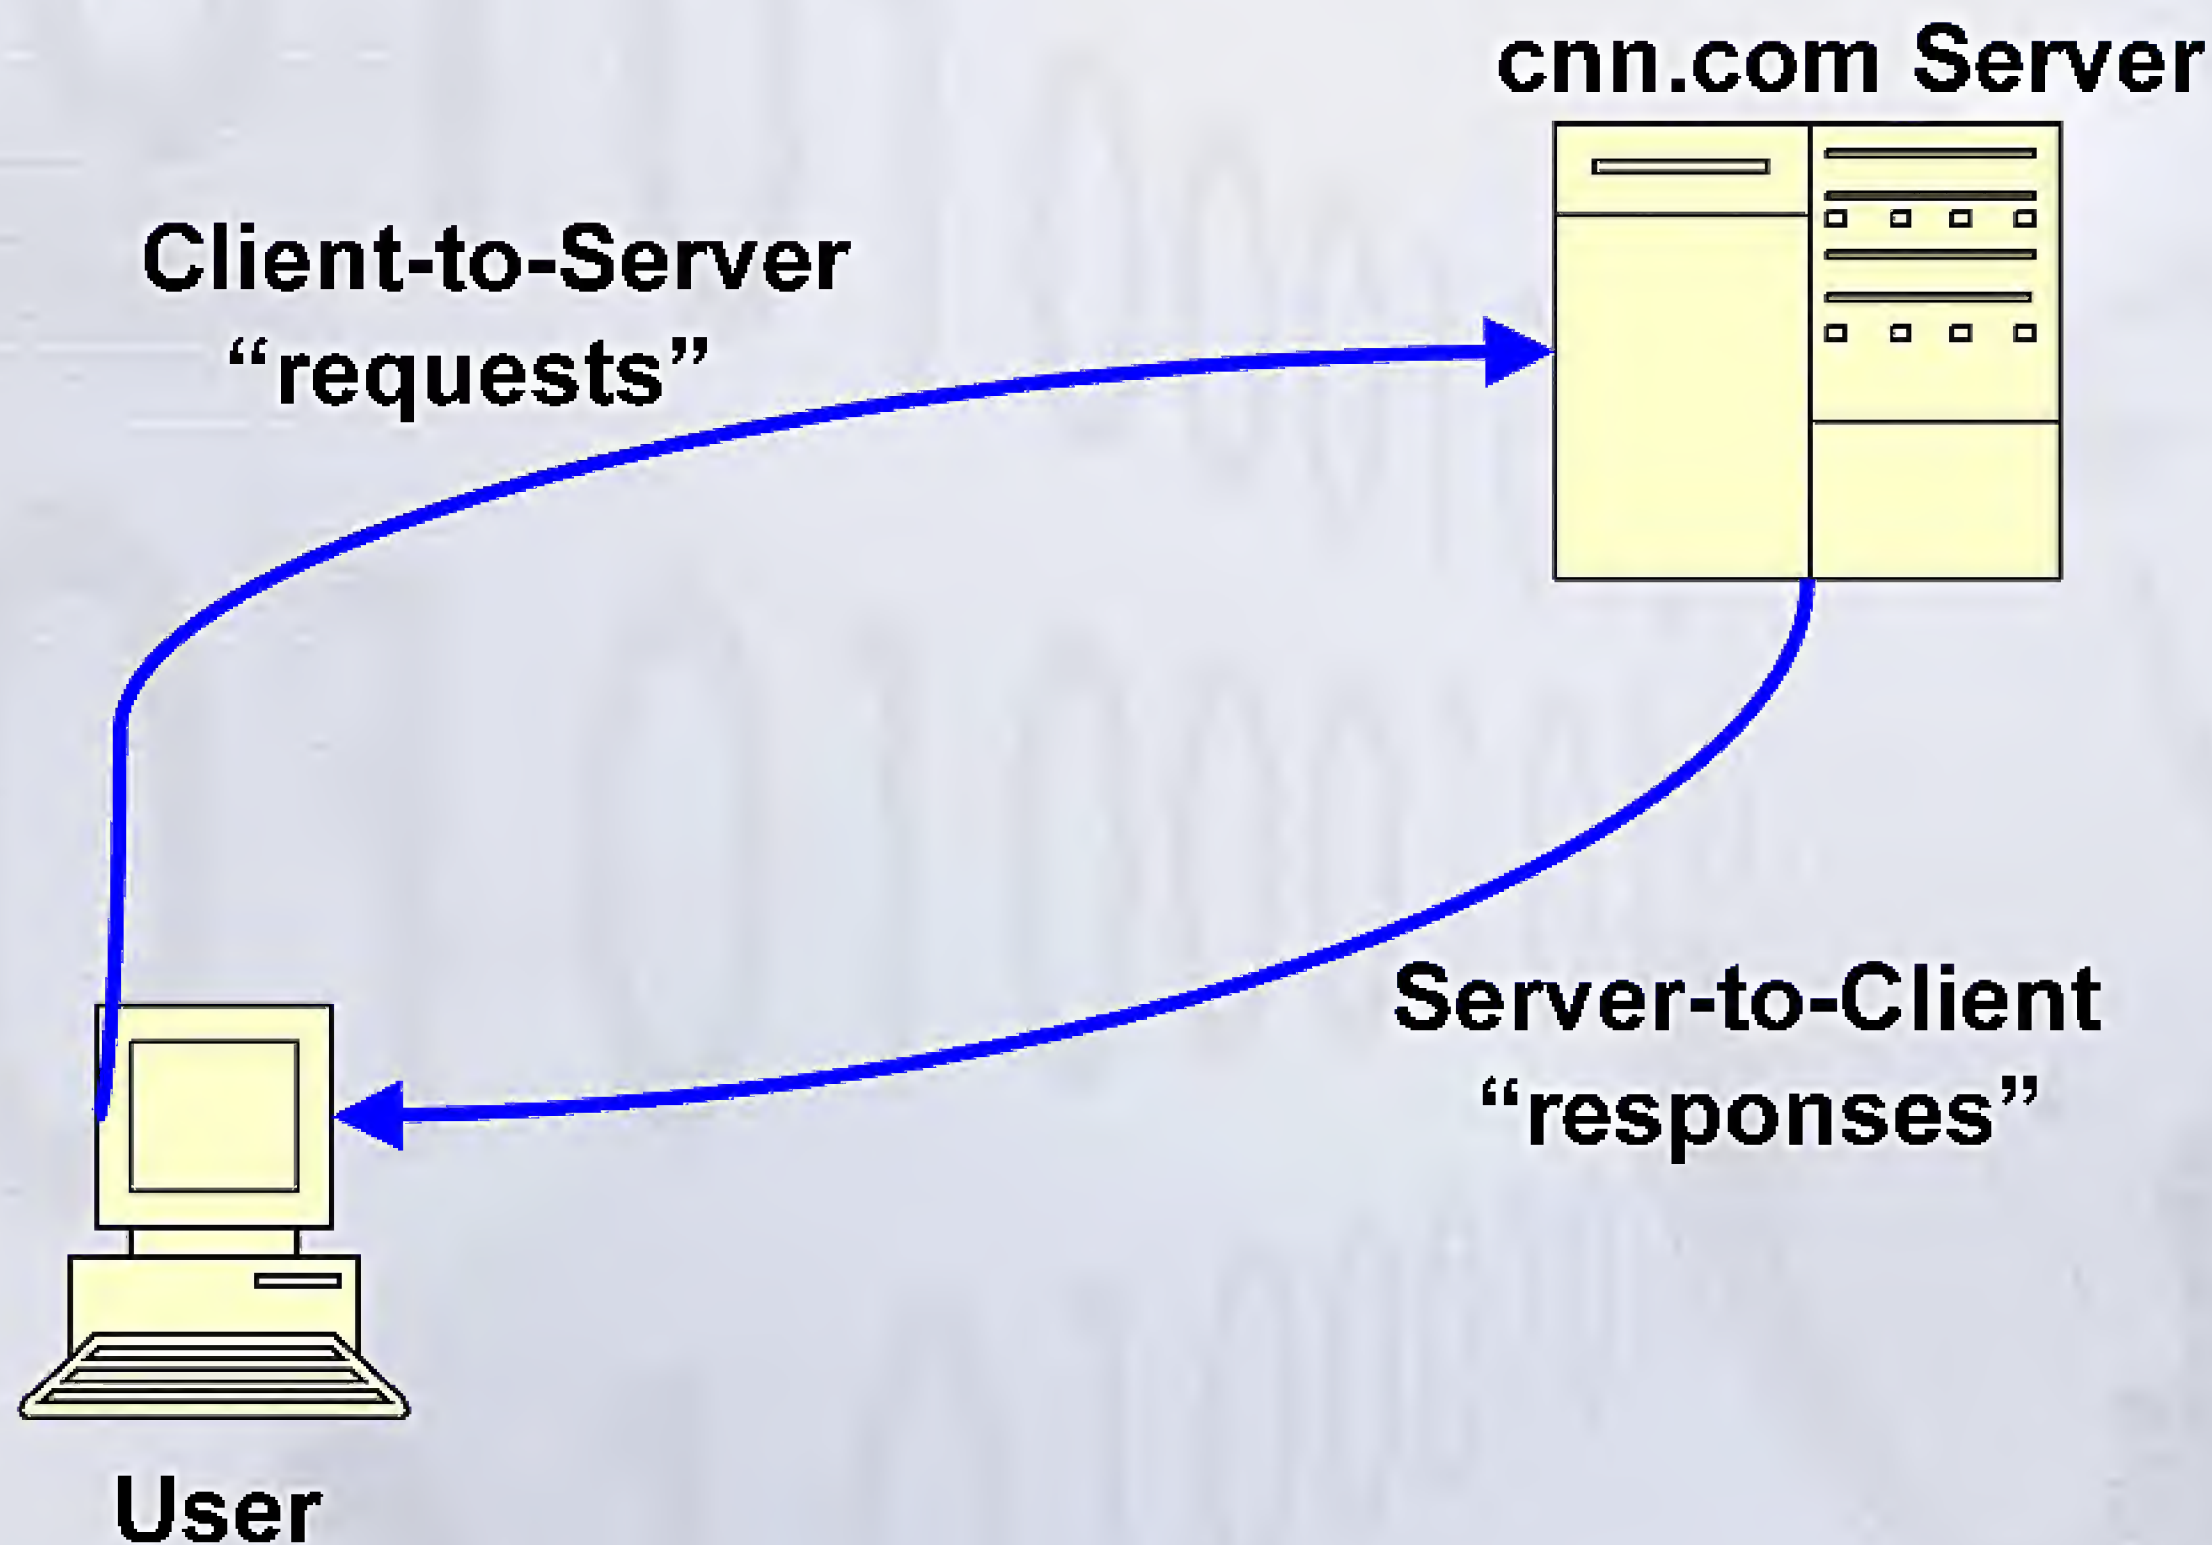 cnn.com Server
Client-to-Server
“requests”
Server-to-Client
“responses”
User